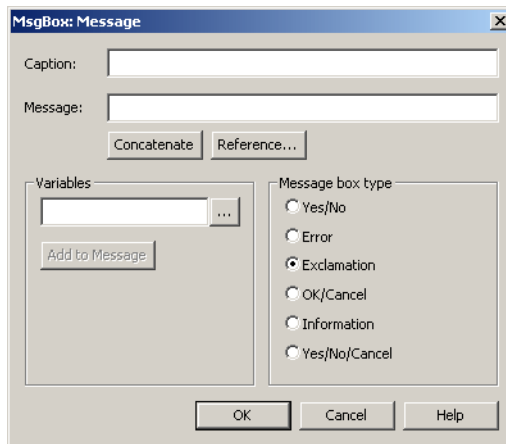 MsgBox: Message
Caption:
Message:
Concatenate Reference...
Variables
...
Add to Message
Message box type
Yes/No
Error
Exclamation
OK/Cancel
Information
Yes/No/Cancel
OK Cancel Help